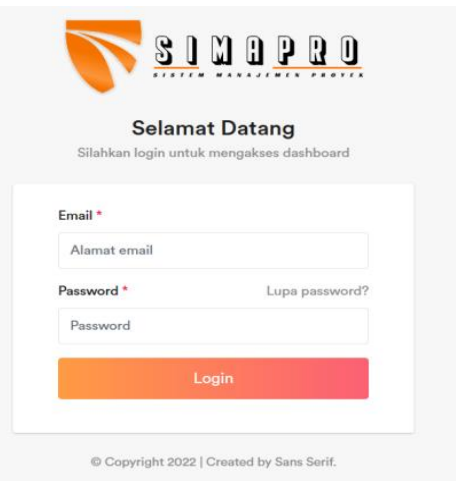 SIMAPRO
SISTEM MANAJEMEN PROYEK
Selamat Datang
Silahkan login untuk mengakses dashboard
Email *
Alamat email
Password * Lupa password?
Password
Login
© Copyright 2022 | Created by Sans Serif.